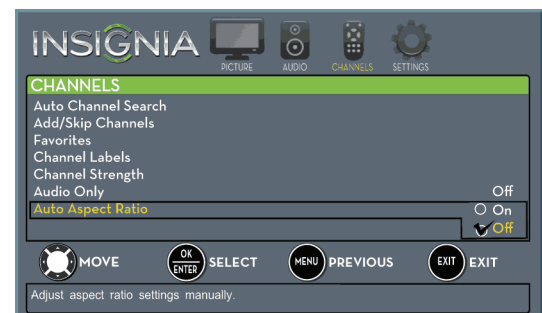 INSIGNIA
PICTURE AUDIO CHANNELS SETTINGS
CHANNELS
Auto Channel Search
Add/Skip Channels
Favorites
Channel Labels
Channel Strength
Audio Only Off
Auto Aspect Ratio On
Off
MOVE OK ENTER SELECT MENU PREVIOUS EXIT EXIT
Adjust aspect ratio settings manually.